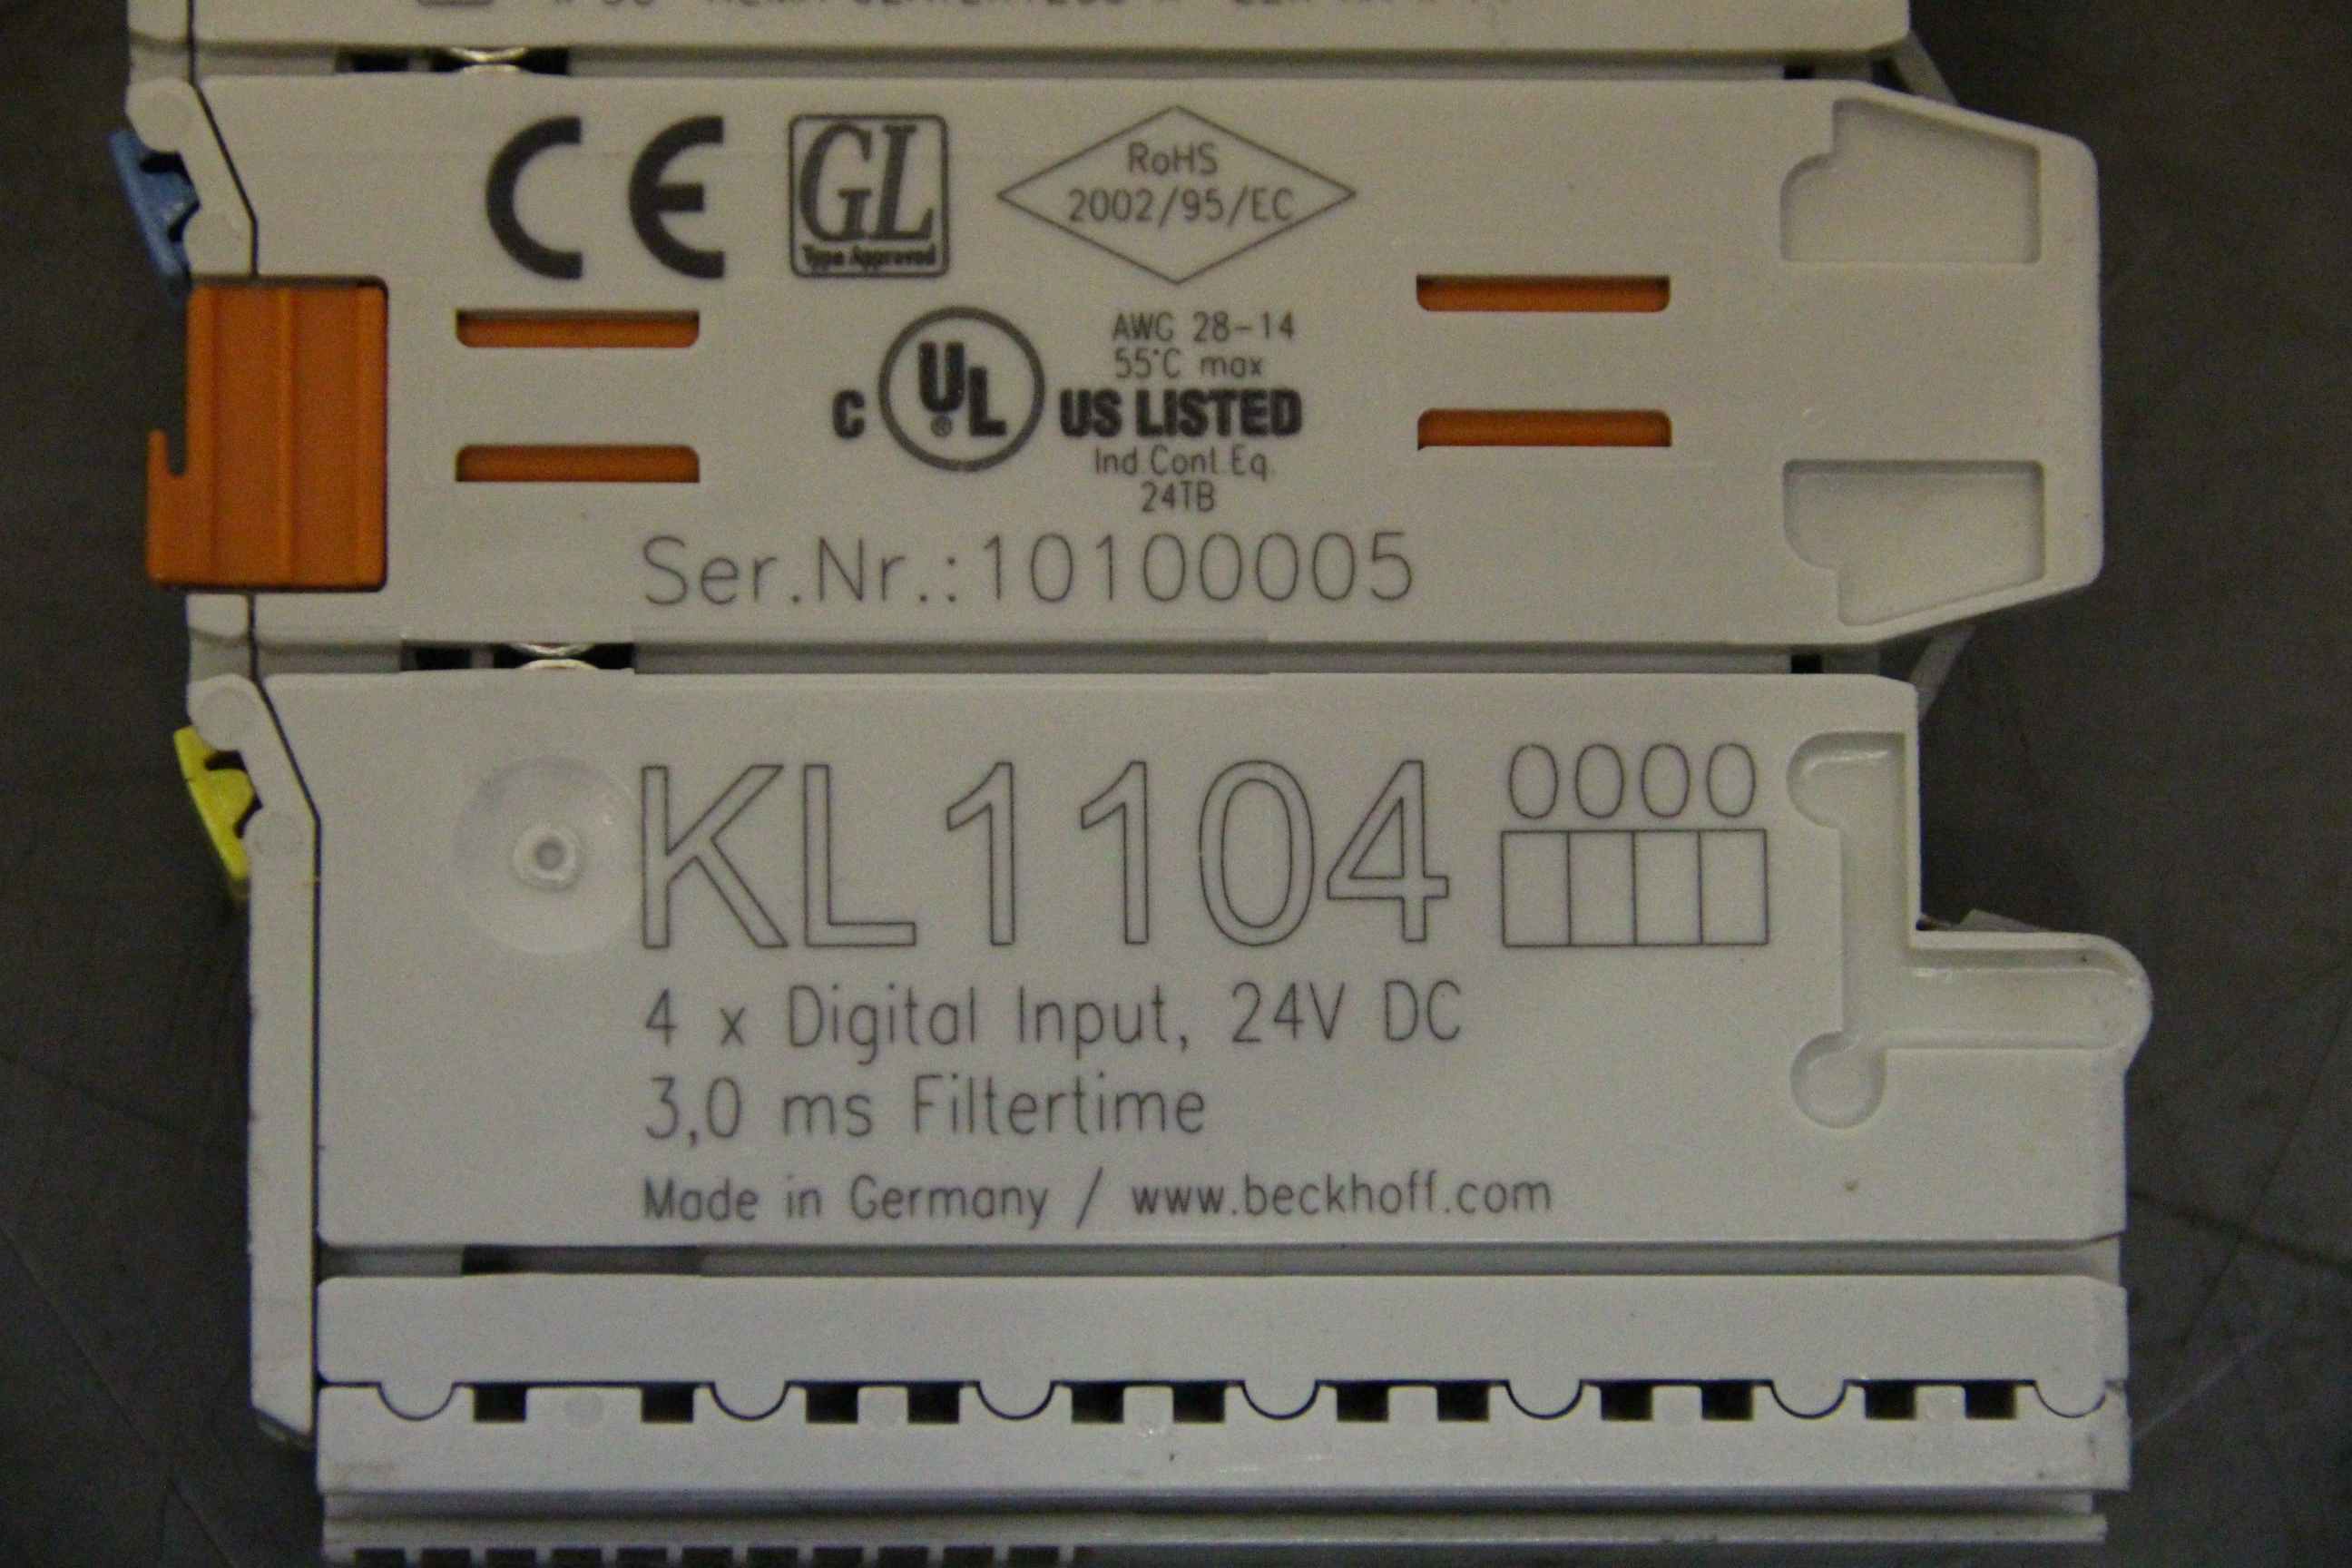 CE
GL
Type Approved
RoHS
2002/95/EC
AWG 28-14
55°C max
C UL ® US LISTED
Ind.Cont.Eq.
24TB
Ser.Nr.:10100005
KL1104 0000
4 x Digital Input, 24V DC
3,0 ms Filtertime
Made in Germany / www.beckhoff.com